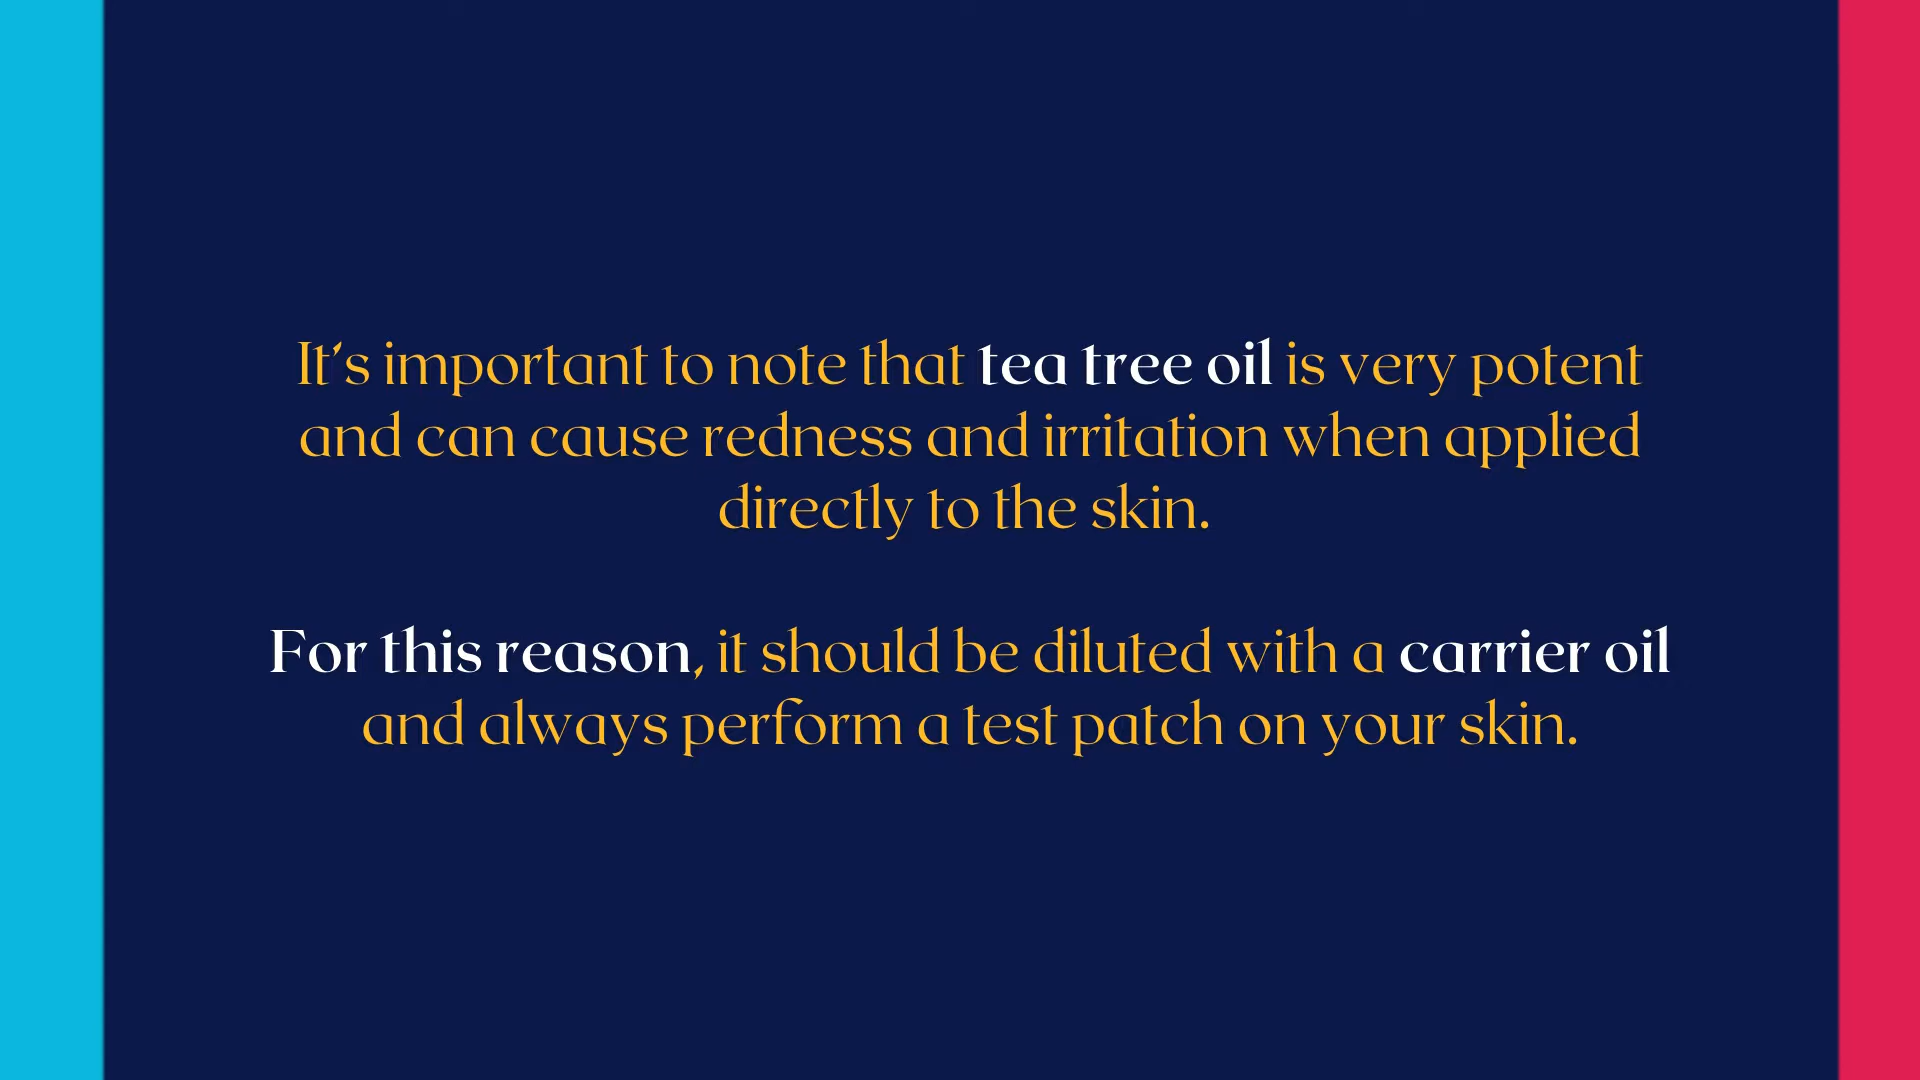 It's important to note that tea tree oil is very potent
and can cause redness and irritation when applied
directly to the skin.
For this reason, it should be diluted with a carrier oil
and always perform a test patch on your skin.